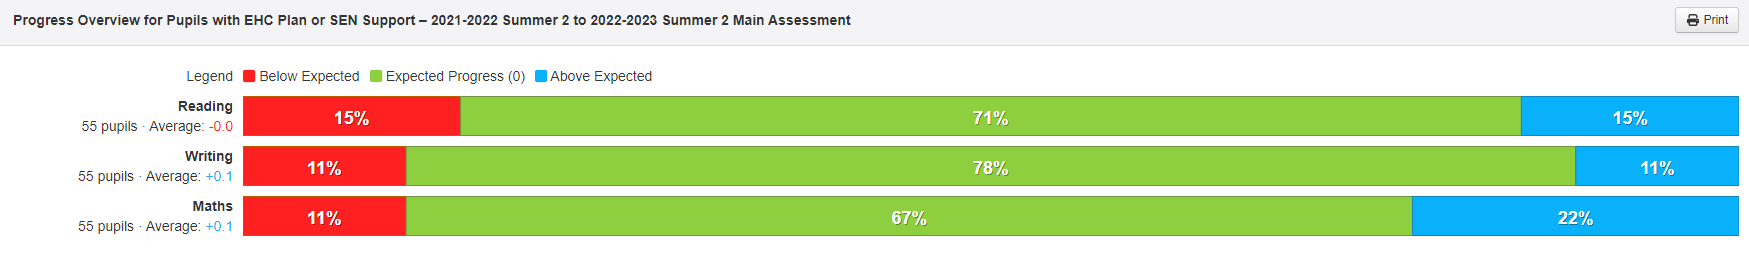 Progress Overview for Pupils with EHC Plan or SEN Support – 2021-2022 Summer 2 to 2022-2023 Summer 2 Main Assessment
Print
Legend Below Expected Expected Progress (0) Above Expected
Reading
55 pupils · Average: -0.0
15% 71% 15%
Writing
55 pupils · Average: +0.1
11% 78% 11%
Maths
55 pupils · Average: +0.1
11% 67% 22%